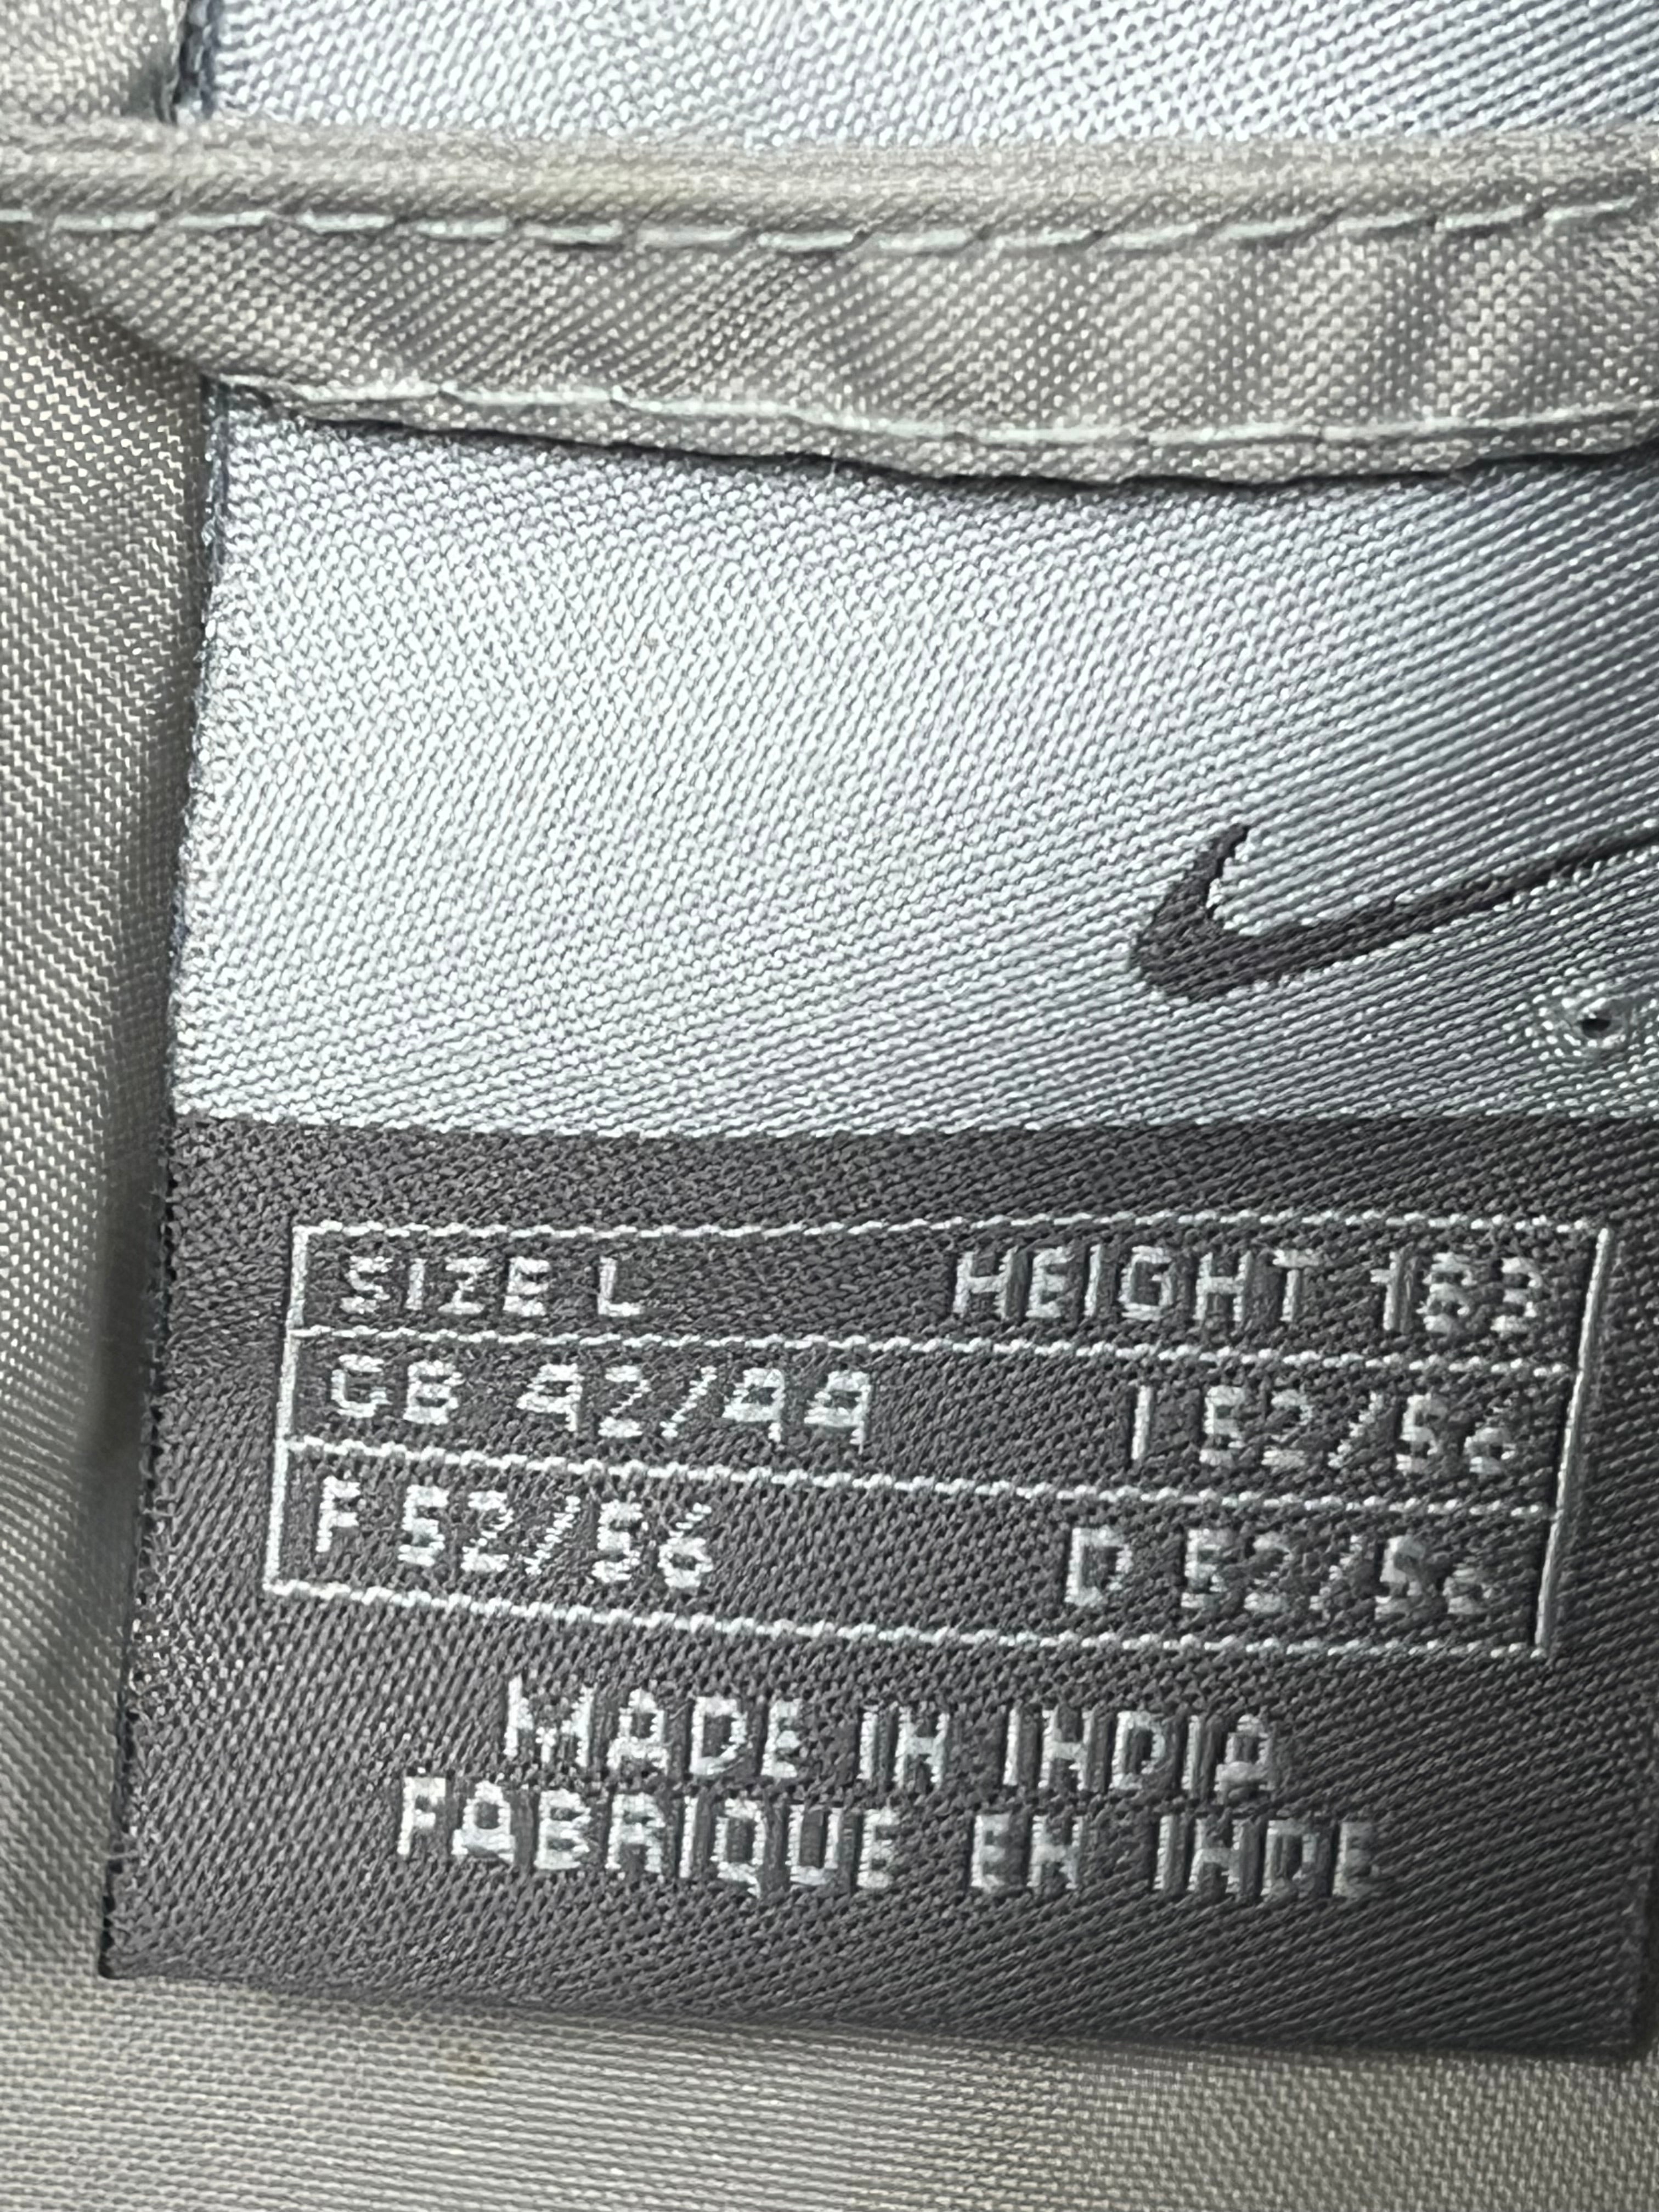 SIZE L HEIGHT 183
GB 42/44 I 52/56
F 52/56 D 52/56
MADE IN INDIA
FABRIQUE EN INDE